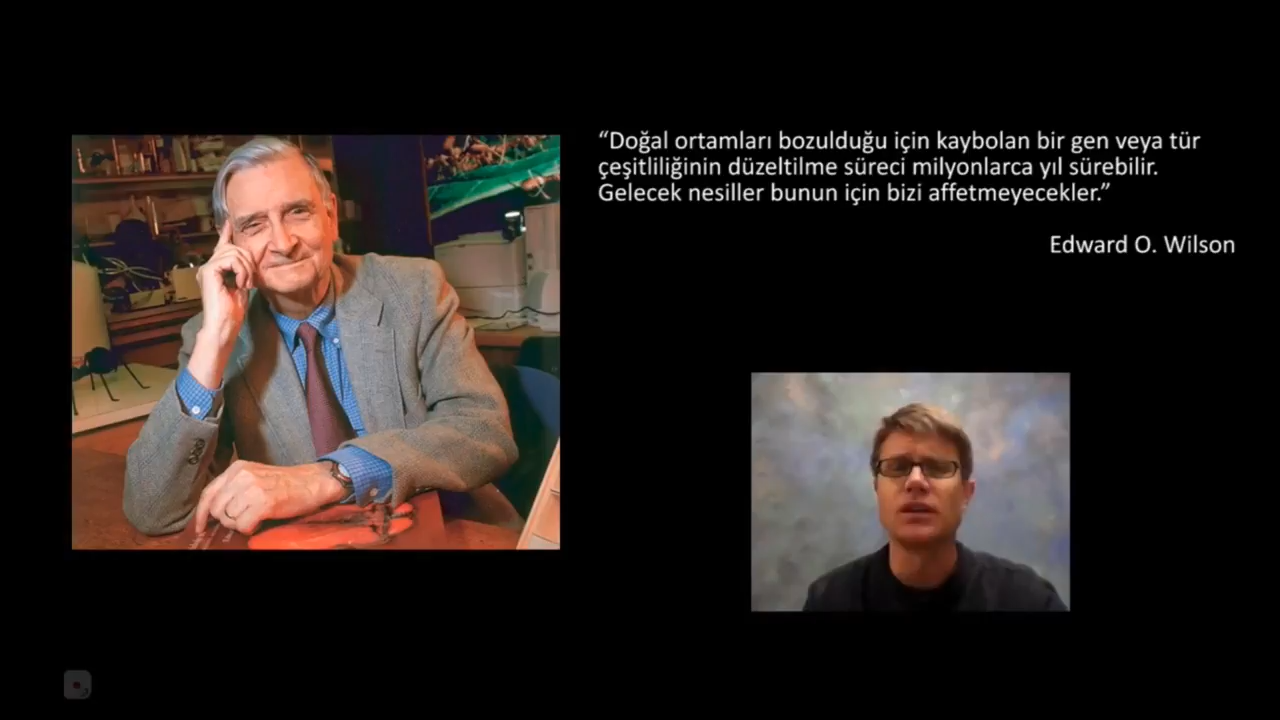 “Doğal ortamları bozulduğu için kaybolan bir gen veya tür
çeşitliliğinin düzeltilme süreci milyonlarca yıl sürebilir.
Gelecek nesiller bunun için bizi affetmeyecekler.”
Edward O. Wilson